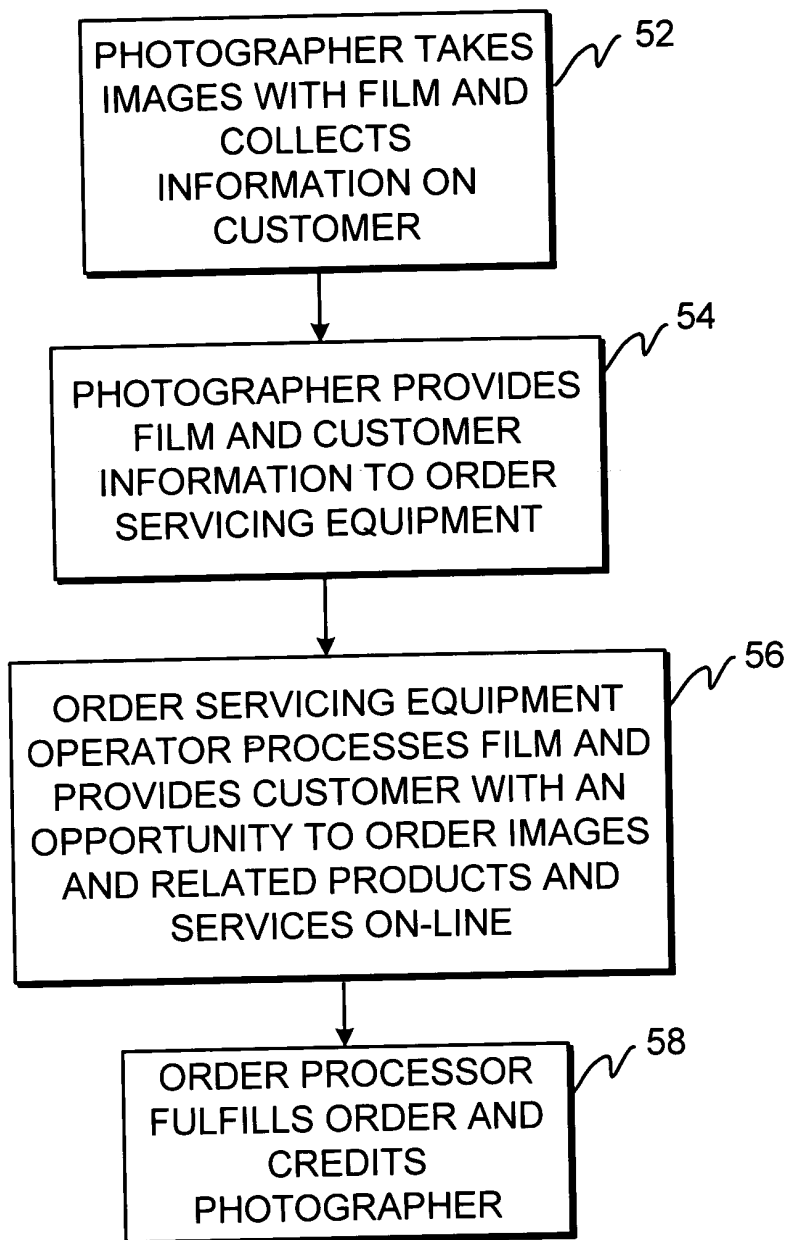 PHOTOGRAPHER TAKES
IMAGES WITH FILM AND
COLLECTS
INFORMATION ON
CUSTOMER
52
PHOTOGRAPHER PROVIDES
FILM AND CUSTOMER
INFORMATION TO ORDER
SERVICING EQUIPMENT
54
ORDER SERVICING EQUIPMENT
OPERATOR PROCESSES FILM AND
PROVIDES CUSTOMER WITH AN
OPPORTUNITY TO ORDER IMAGES
AND RELATED PRODUCTS AND
SERVICES ON-LINE
56
ORDER PROCESSOR
FULFILLS ORDER AND
CREDITS
PHOTOGRAPHER
58